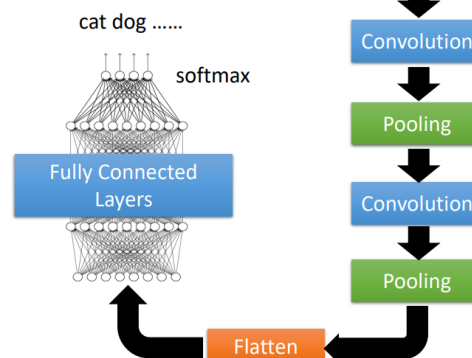 cat dog ......
softmax
Fully Connected
Layers
Convolution
Pooling
Convolution
Pooling
Flatten